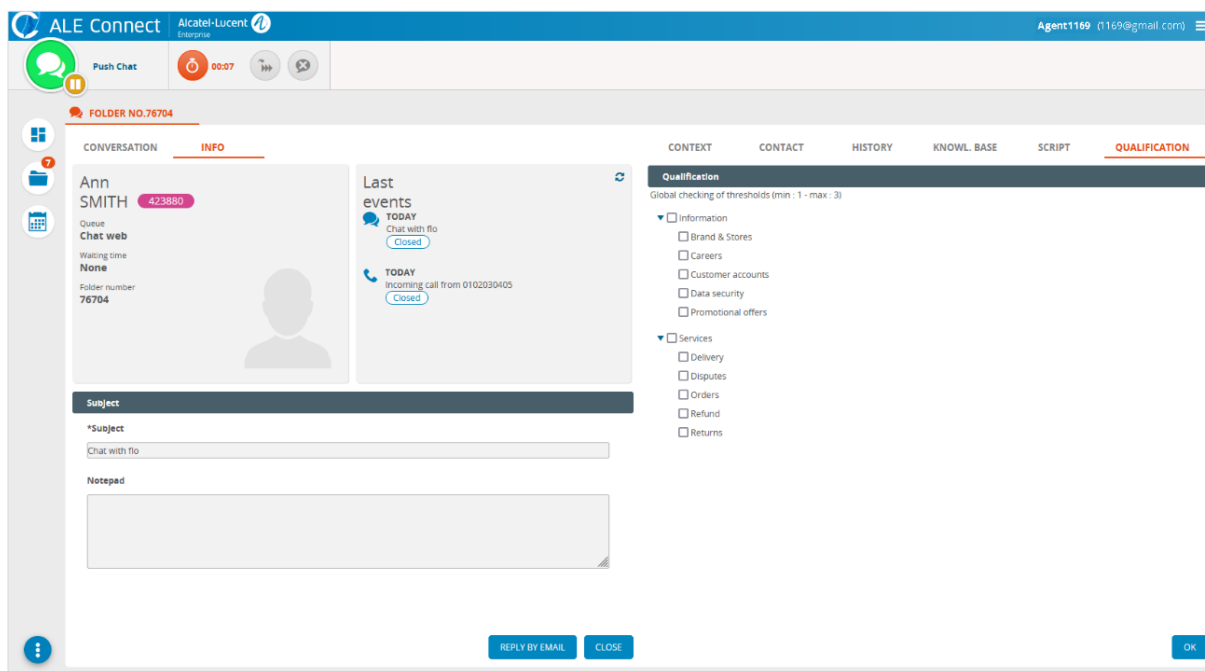 ALE Connect
Alcatel·Lucent
Enterprise
Agent1169 (1169@gmail.com)
Push Chat
00:07
FOLDER NO.76704
7
CONVERSATION
INFO
CONTEXT
CONTACT
HISTORY
KNOWL. BASE
SCRIPT
QUALIFICATION
Ann
SMITH 423880
Queue
Chat web
Waiting time
None
Folder number
76704
Last
events
TODAY
Chat with flo
Closed
TODAY
Incoming call from 0102030405
Closed
Subject
*Subject
Chat with flo
Notepad
REPLY BY EMAIL
CLOSE
Qualification
Global checking of thresholds (min : 1 - max : 3)
Information
Brand & Stores
Careers
Customer accounts
Data security
Promotional offers
Services
Delivery
Disputes
Orders
Refund
Returns
OK